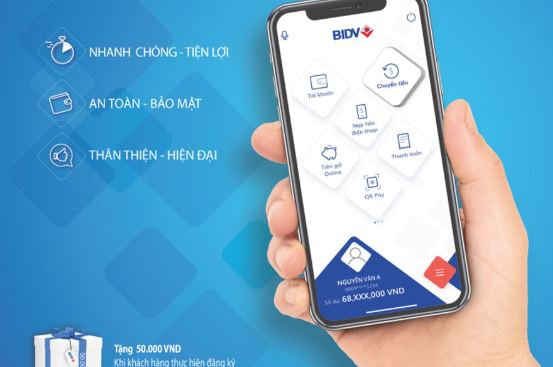 NHANH CHÓNG - TIỆN LỢI
AN TOÀN - BẢO MẬT
THÂN THIỆN - HIỆN ĐẠI
BIDV
Tài khoản
Chuyển tiền
Nạp tiền
điện thoại
Tiền gửi
Online
Thanh toán
QR Pay
NGUYỄN VĂN A
Số dư: 68,XXX,000 VND
Tặng 50.000 VND
Khi khách hàng thực hiện đăng ký